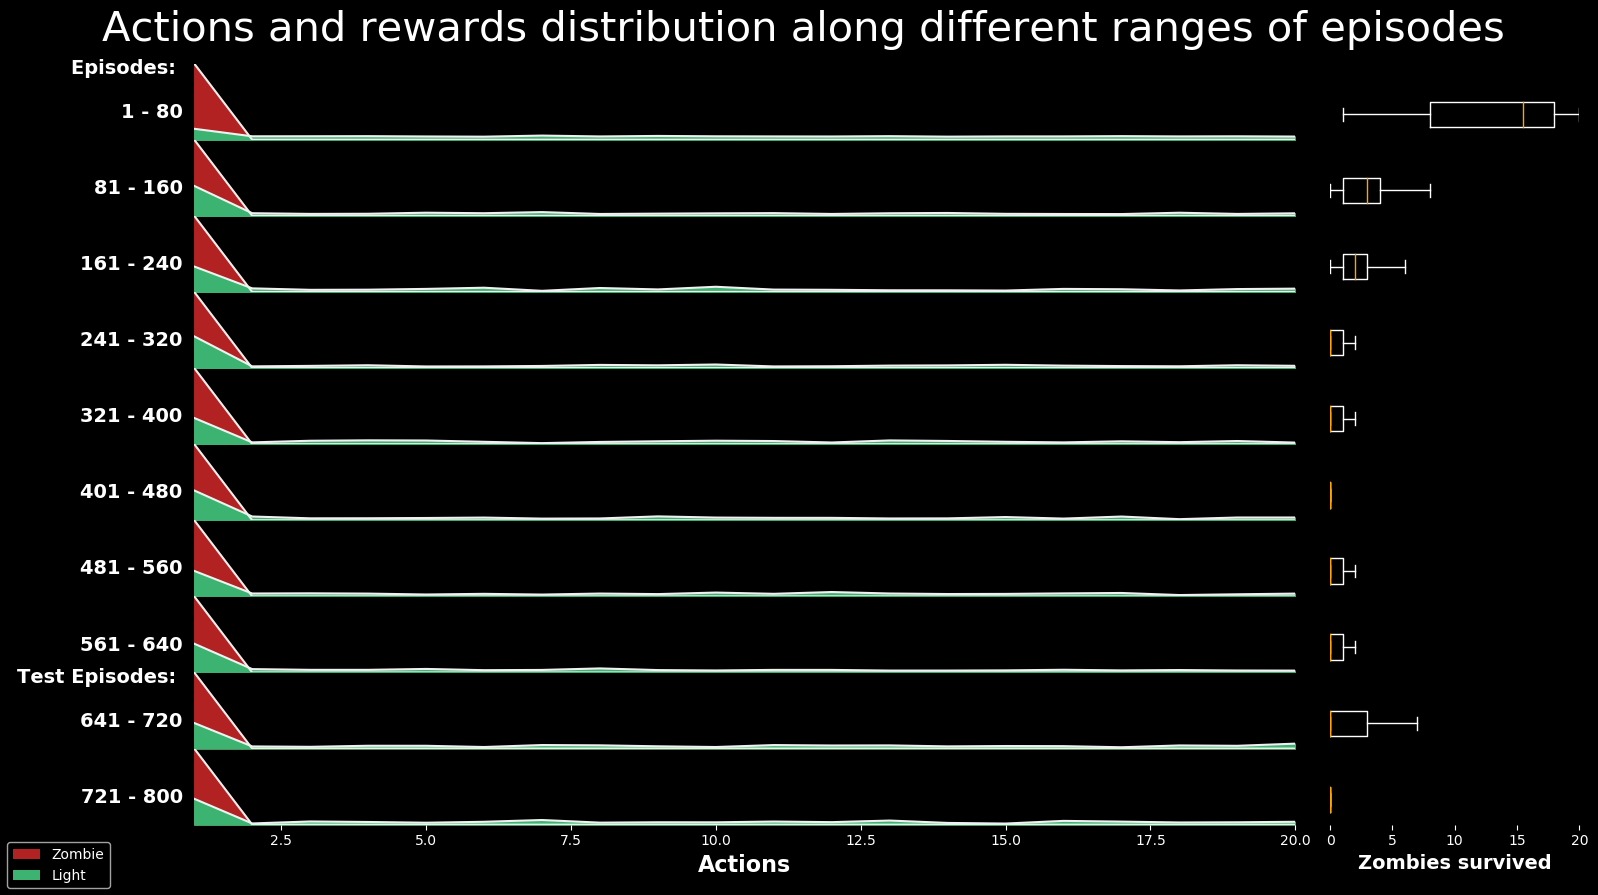 Actions and rewards distribution along different ranges of episodes
Episodes:
1 - 80
81 - 160
161 - 240
241 - 320
321 - 400
401 - 480
481 - 560
561 - 640
Test Episodes:
641 - 720
721 - 800
2.5 5.0 7.5 10.0 12.5 15.0 17.5 20.0
0 5 10 15 20
Actions
Zombies survived
Zombie
Light